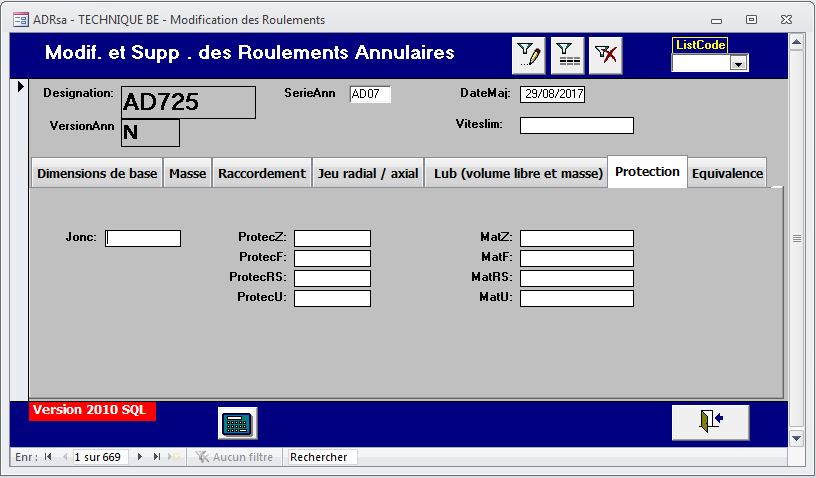 ADRsa - TECHNIQUE BE - Modification des Roulements
Modif. et Supp . des Roulements Annulaires
ListCode
Designation: AD725 SerieAnn AD07 DateMaj: 29/08/2017
VersionAnn N Viteslim:
Dimensions de base Masse Raccordement Jeu radial / axial Lub (volume libre et masse) Protection Equivalence
Jonc: ProtecZ: MatZ:
ProtecF: MatF:
ProtecRS: MatRS:
ProtecU: MatU:
Version 2010 SQL
Enr : 1 sur 669 Aucun filtre Rechercher